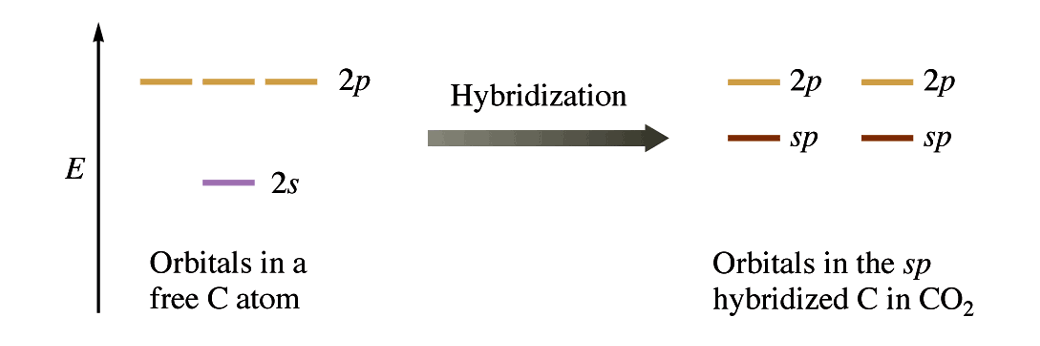 2p
Hybridization
2p
2p
sp
sp
E
2s
Orbitals in a
free C atom
Orbitals in the sp
hybridized C in CO₂